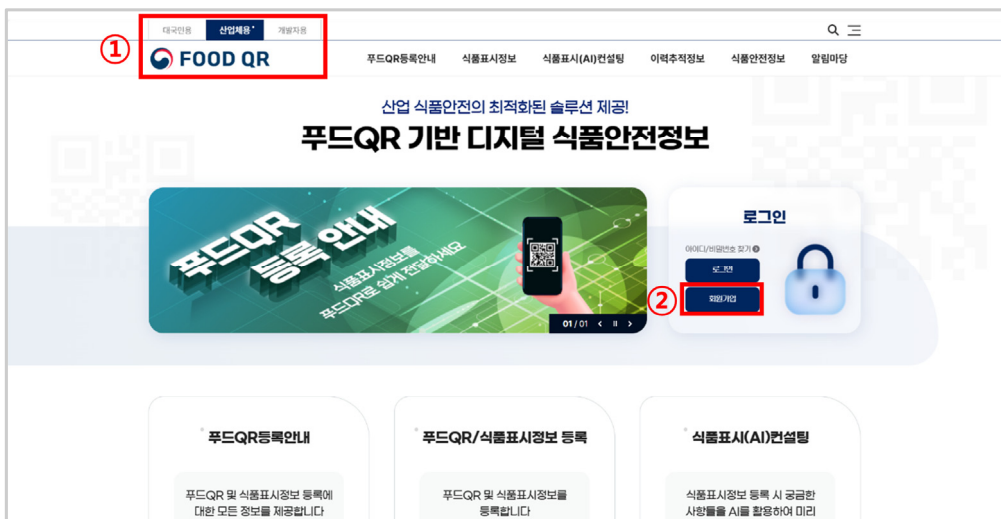 대국민용 산업체용 개발자용
①
FOOD QR
푸드QR등록안내 식품표시정보 식품표시(AI)컨설팅 이력추적정보 식품안전정보 알림마당
산업 식품안전의 최적화된 솔루션 제공!
푸드QR 기반 디지털 식품안전정보
푸드QR
등록 안내
식품표시정보를
푸드QR로 쉽게 전달하세요
01 / 01
로그인
아이디/비밀번호 찾기
로그인
②
회원가입
푸드QR등록안내
푸드QR 및 식품표시정보 등록에
대한 모든 정보를 제공합니다
푸드QR/식품표시정보 등록
푸드QR 및 식품표시정보를
등록합니다
식품표시(AI)컨설팅
식품표시정보 등록 시 궁금한
사항들을 AI를 활용하여 미리